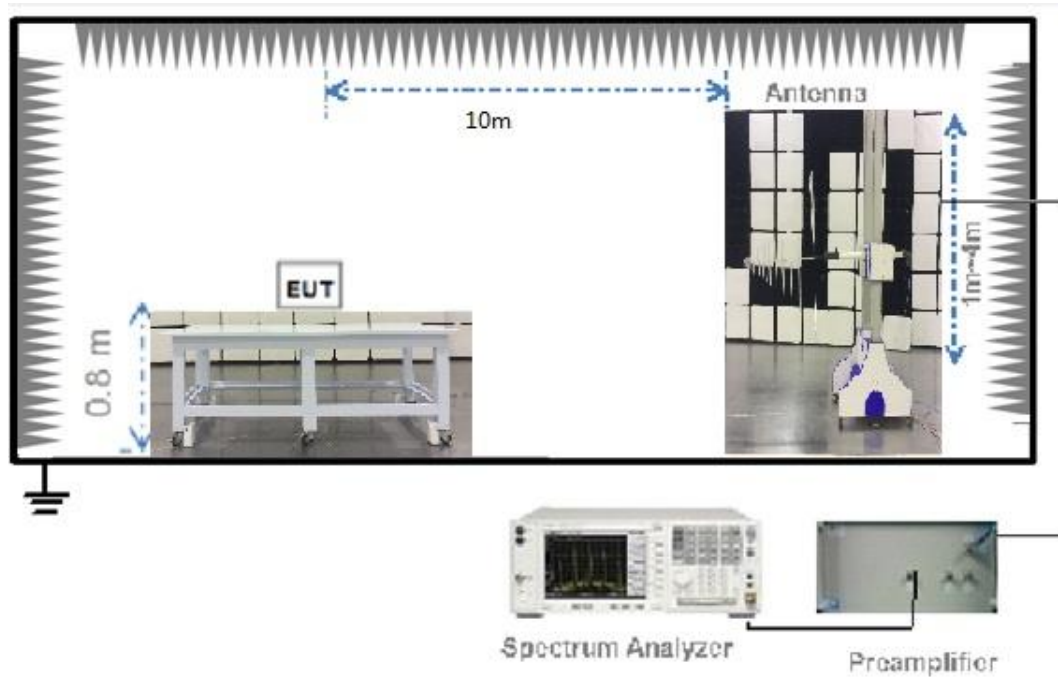 Antenna
10m
1m~4m
EUT
0.8 m
Spectrum Analyzer
Preamplifier